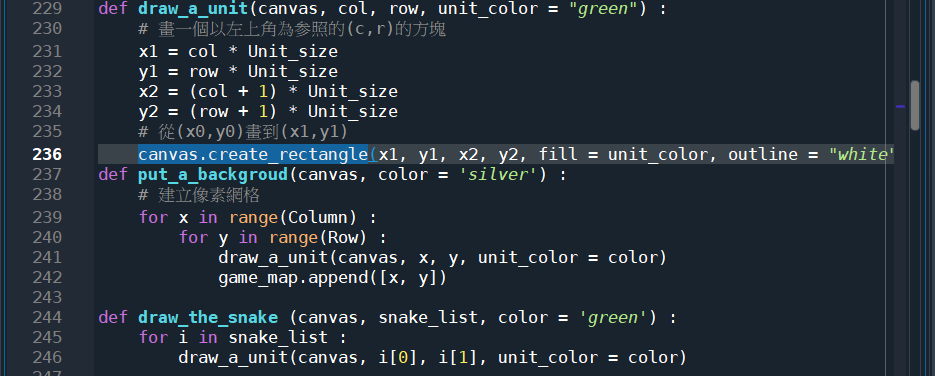 229 def draw_a_unit(canvas, col, row, unit_color = "green") :
230 # 畫一個以左上角為參照的(c,r)的方塊
231 x1 = col * Unit_size
232 y1 = row * Unit_size
233 x2 = (col + 1) * Unit_size
234 y2 = (row + 1) * Unit_size
235 # 從(x0,y0)畫到(x1,y1)
236 canvas.create_rectangle(x1, y1, x2, y2, fill = unit_color, outline = "white"
237 def put_a_backgroud(canvas, color = 'silver') :
238 # 建立像素網格
239 for x in range(Column) :
240 for y in range(Row) :
241 draw_a_unit(canvas, x, y, unit_color = color)
242 game_map.append([x, y])
243
244 def draw_the_snake (canvas, snake_list, color = 'green') :
245 for i in snake_list :
246 draw_a_unit(canvas, i[0], i[1], unit_color = color)